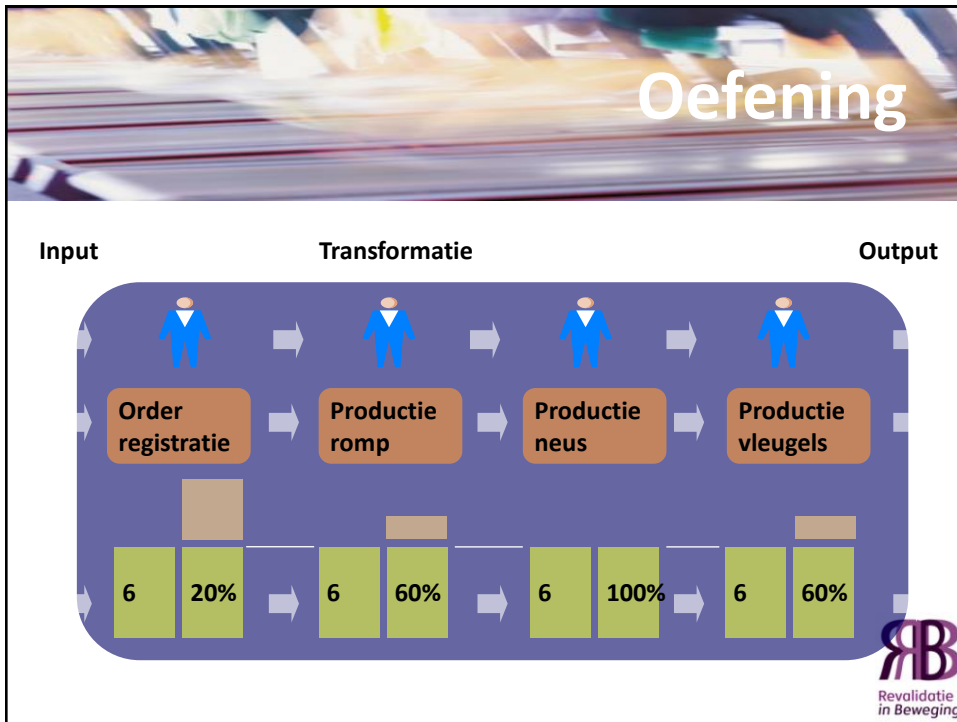 Oefening
Input Transformatie Output
Order registratie
Productie romp
Productie neus
Productie vleugels
6 20% 6 60% 6 100% 6 60%
RRB
Revalidatie
in Beweging